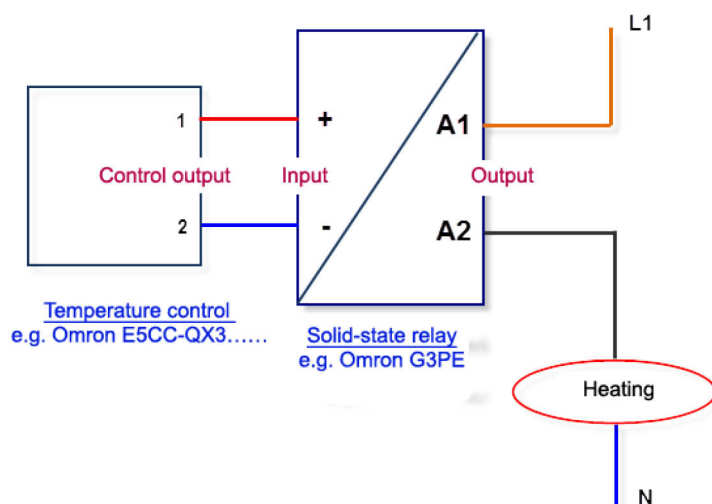 L1
1
+
A1
Control output
Input
Output
2
-
A2
Temperature control
e.g. Omron E5CC-QX3......
Solid-state relay
e.g. Omron G3PE
Heating
N